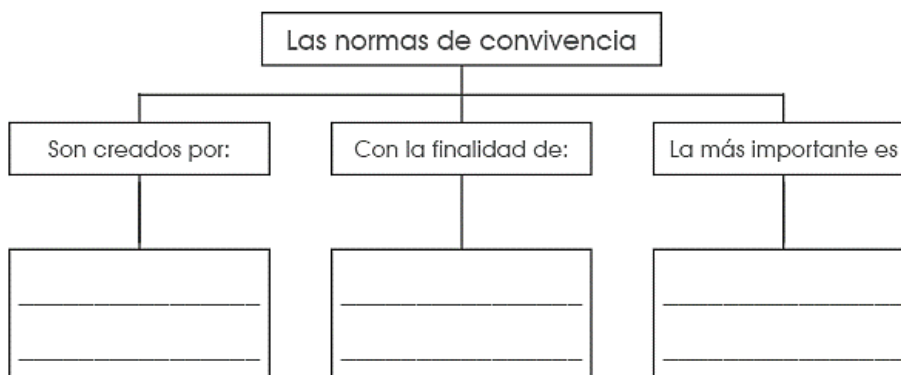 Las normas de convivencia
Son creados por:
Con la finalidad de:
La más importante es